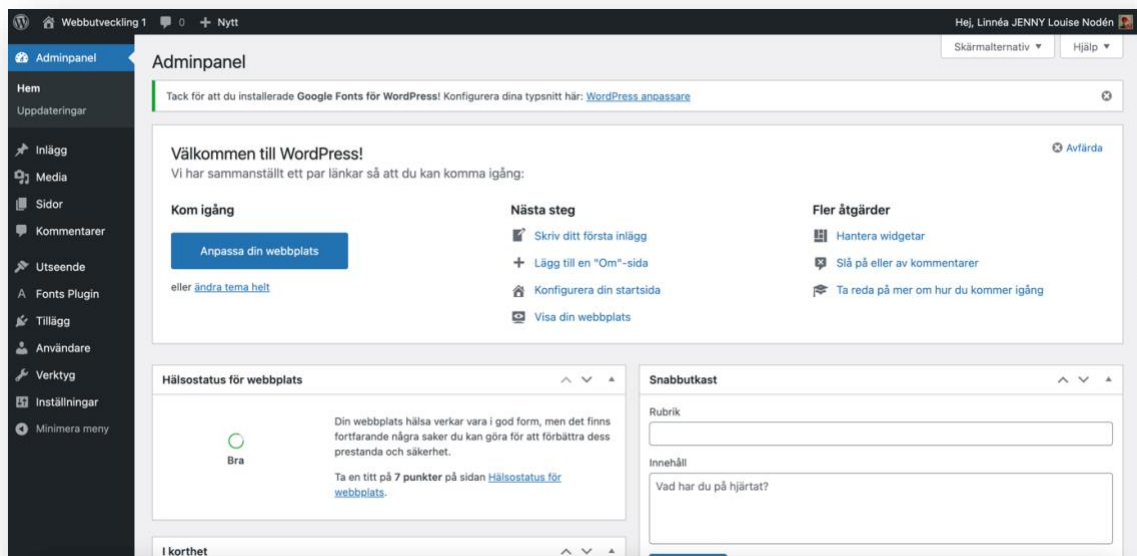 Webbutveckling 1 0 + Nytt Hej, Linnéa JENNY Louise Nodén
Skärmalternativ ▼ Hjälp ▼
Adminpanel
Hem
Uppdateringar
Inlägg
Media
Sidor
Kommentarer
Utseende
Fonts Plugin
Tillägg
Användare
Verktyg
Inställningar
Minimera meny
Adminpanel
Tack för att du installerade Google Fonts för WordPress! Konfigurera dina typsnitt här: WordPress anpassare
Välkommen till WordPress!
Avfärda
Vi har sammanställt ett par länkar så att du kan komma igång:
Kom igång
Anpassa din webbplats
eller ändra tema helt
Nästa steg
Skriv ditt första inlägg
Lägg till en "Om"-sida
Konfigurera din startsida
Visa din webbplats
Fler åtgärder
Hantera widgetar
Slå på eller av kommentarer
Ta reda på mer om hur du kommer igång
Hälsostatus för webbplats
Bra
Din webbplats hälsa verkar vara i god form, men det finns
fortfarande några saker du kan göra för att förbättra dess
prestanda och säkerhet.
Ta en titt på 7 punkter på sidan Hälsostatus för
webbplats.
I korthet
Snabbutkast
Rubrik
Innehåll
Vad har du på hjärtat?